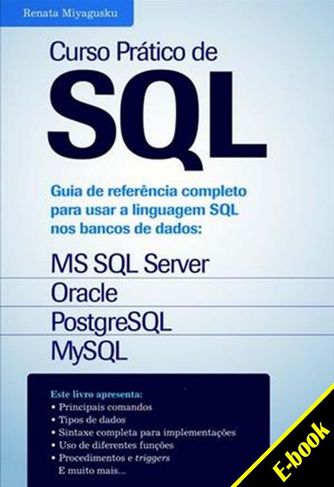 Renata Miyagusku
Curso Prático de
SQL
Guia de referência completo
para usar a linguagem SQL
nos bancos de dados:
MS SQL Server
Oracle
PostgreSQL
MySQL
Este livro apresenta:
• Principais comandos
• Tipos de dados
• Sintaxe completa para implementações
• Uso de diferentes funções
• Procedimentos e triggers
E muito mais...
E-book